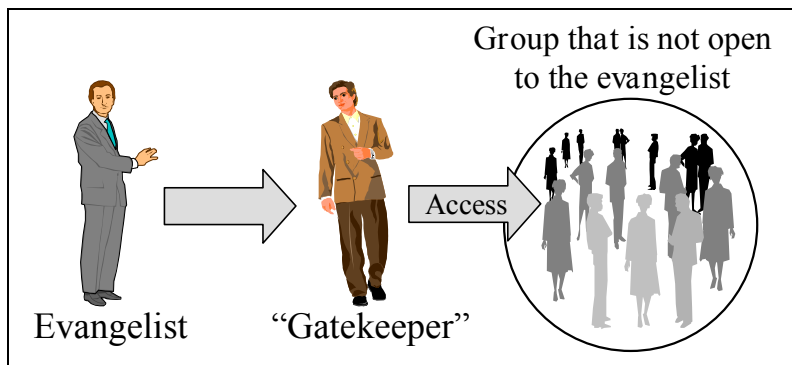 Group that is not open
to the evangelist
Access
Evangelist
“Gatekeeper”